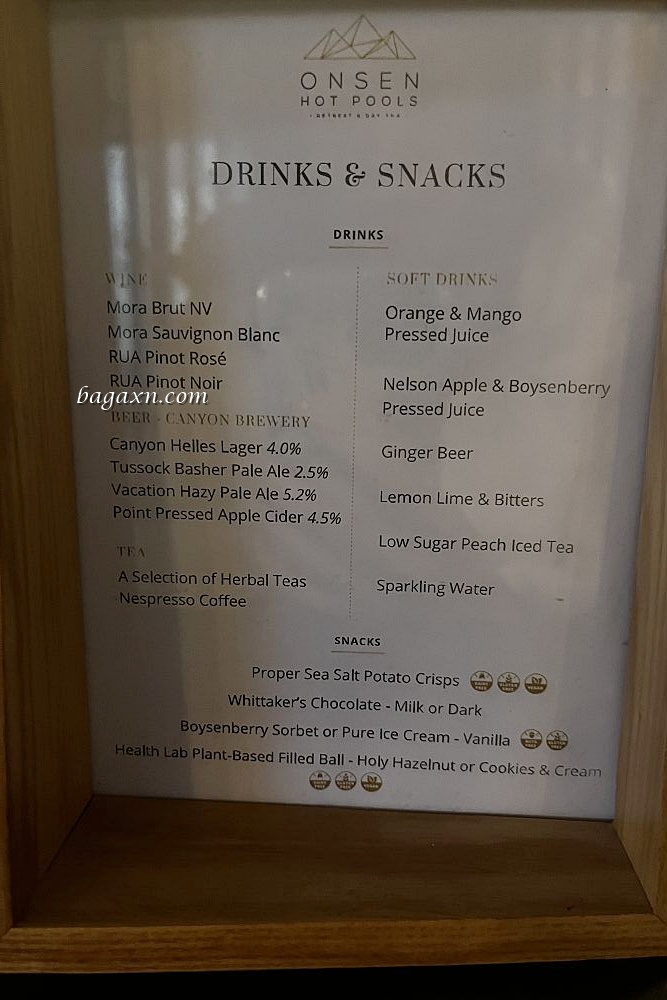 ONSEN
HOT POOLS
DRINKS & SNACKS
DRINKS
WINE
Mora Brut NV
Mora Sauvignon Blanc
RUA Pinot Rosé
RUA Pinot Noir
bagaxn.com
BEER - CANYON BREWERY
Canyon Helles Lager 4.0%
Tussock Basher Pale Ale 2.5%
Vacation Hazy Pale Ale 5.2%
Point Pressed Apple Cider 4.5%
TEA
A Selection of Herbal Teas
Nespresso Coffee
SOFT DRINKS
Orange & Mango
Pressed Juice
Nelson Apple & Boysenberry
Pressed Juice
Ginger Beer
Lemon Lime & Bitters
Low Sugar Peach Iced Tea
Sparkling Water
SNACKS
Proper Sea Salt Potato Crisps
Whittaker's Chocolate - Milk or Dark
Boysenberry Sorbet or Pure Ice Cream - Vanilla
Health Lab Plant-Based Filled Ball - Holy Hazelnut or Cookies & Cream